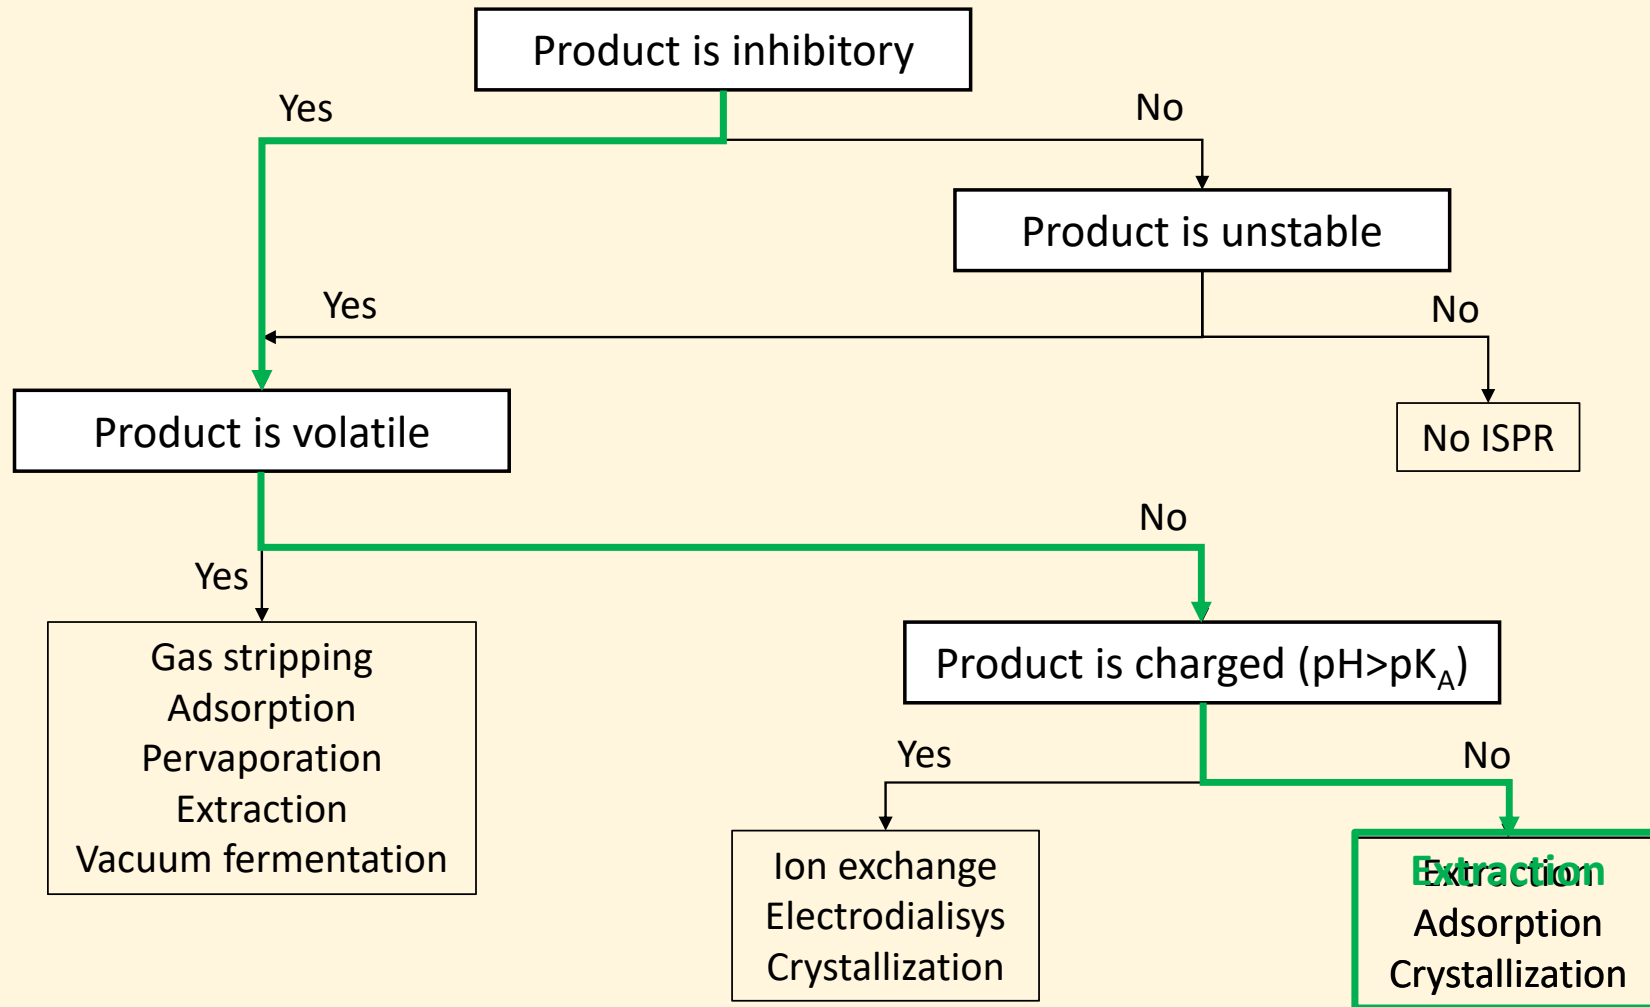 Product is inhibitory
Yes
No
Product is unstable
Yes
No
Product is volatile
No ISPR
No
Yes
Gas stripping
Adsorption
Pervaporation
Extraction
Vacuum fermentation
Product is charged (pH>pKA)
Yes
No
Ion exchange
Electrodialisys
Crystallization
Extraction
Adsorption
Crystallization